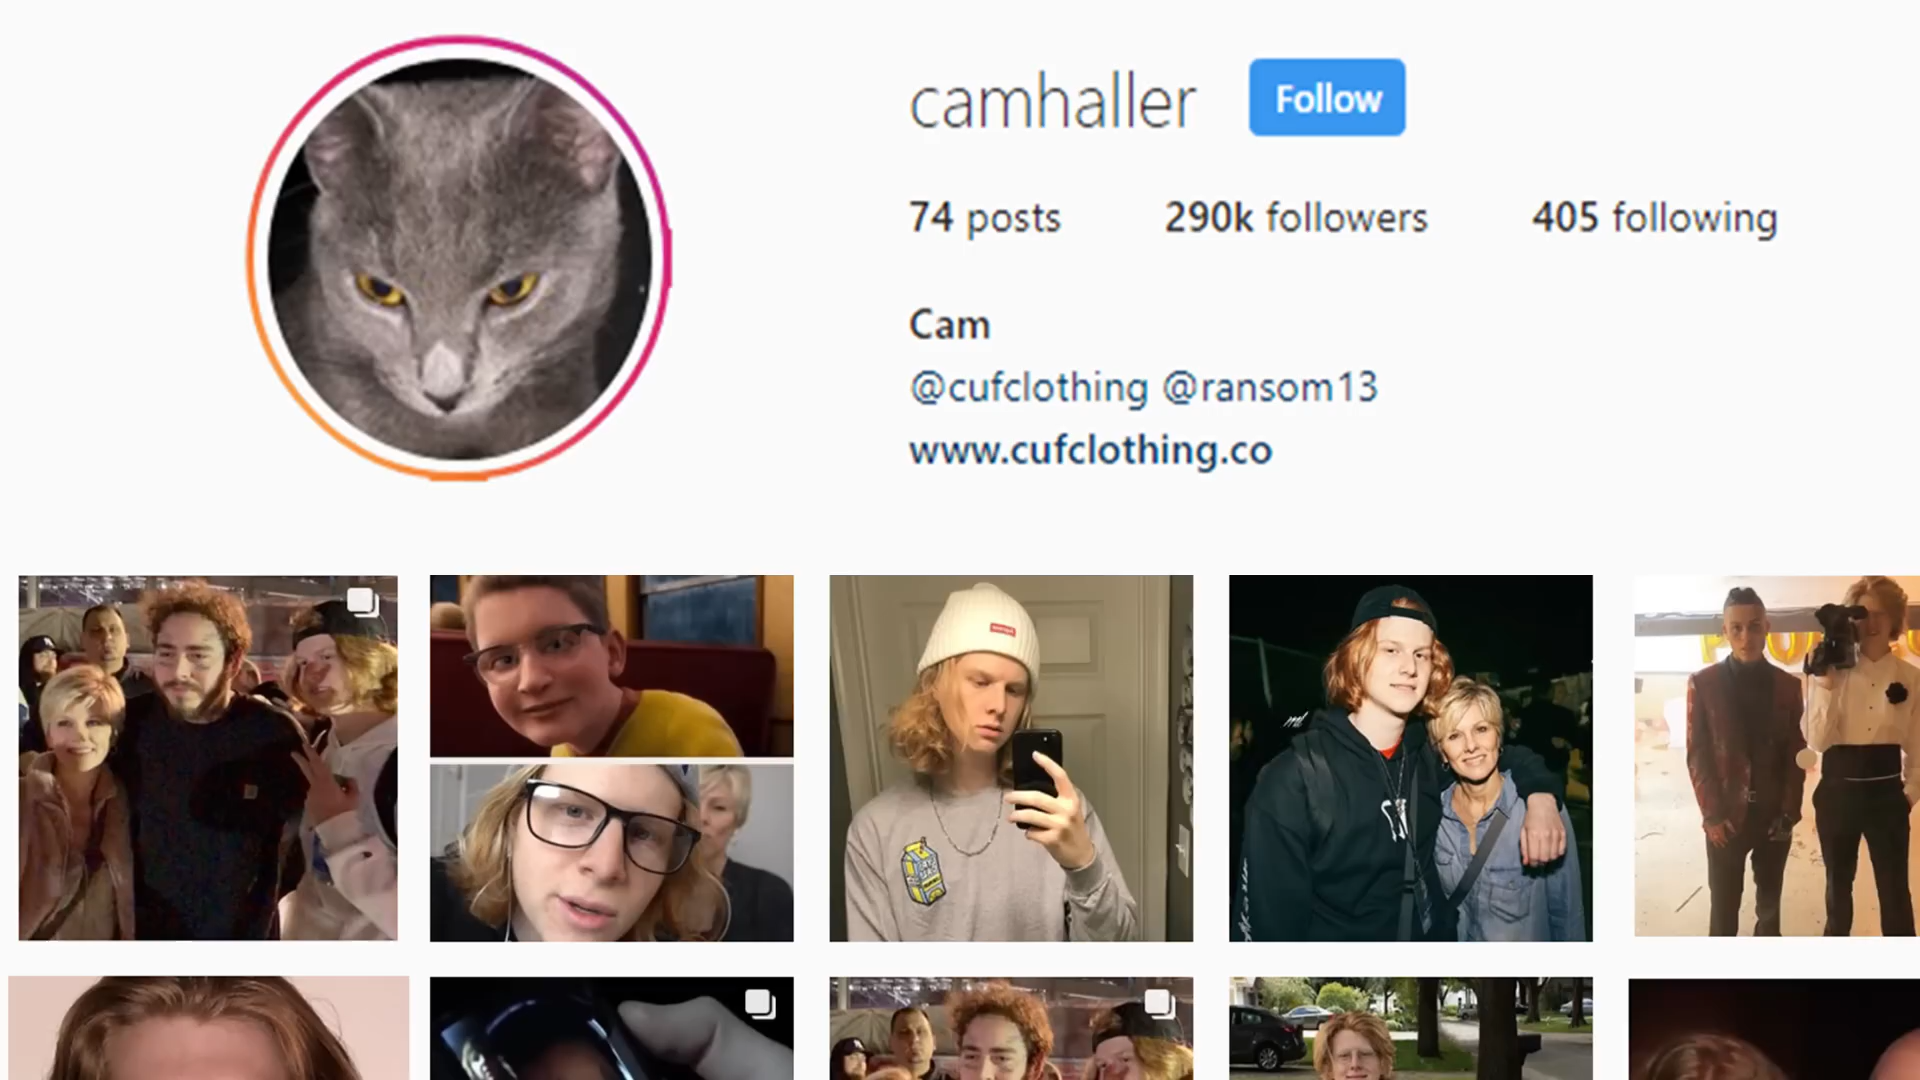 camhaller Follow
74 posts 290k followers 405 following
Cam
@cufclothing @ransom13
www.cufclothing.co